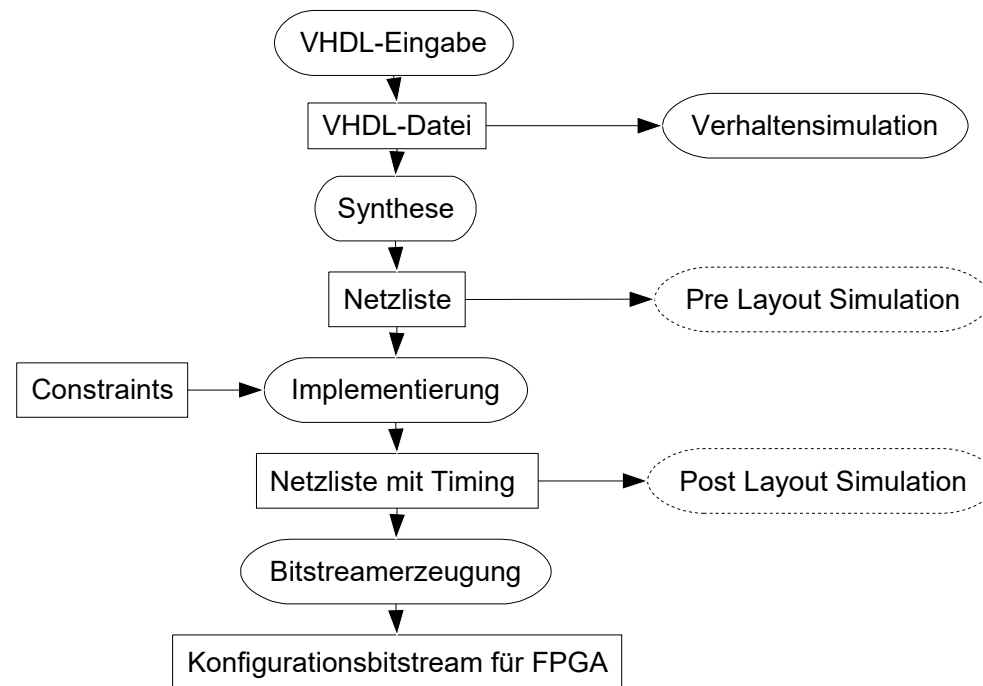 VHDL-Eingabe
VHDL-Datei
Verhaltensimulation
Synthese
Netzliste
Pre Layout Simulation
Constraints
Implementierung
Netzliste mit Timing
Post Layout Simulation
Bitstreamerzeugung
Konfigurationsbitstream für FPGA